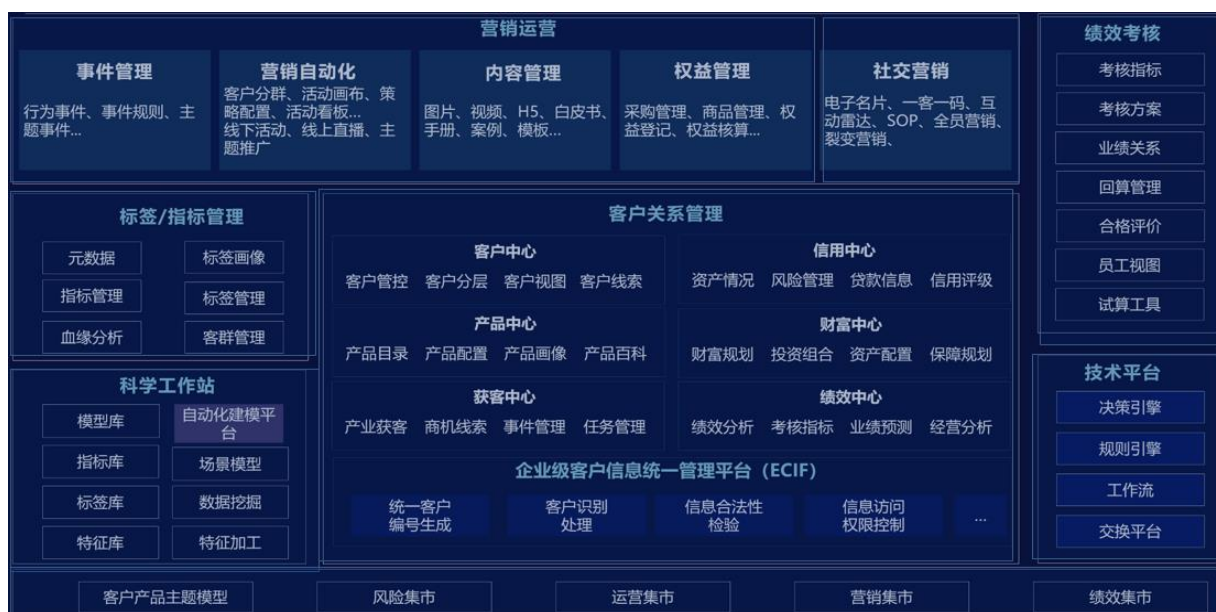 营销运营
事件管理
行为事件、事件规则、主
题事件...
营销自动化
客户分群、活动画布、策
略配置、活动看板...
线下活动、线上直播、主
题推广
内容管理
图片、视频、H5、白皮书、
手册、案例、模板...
权益管理
采购管理、商品管理、权
益登记、权益核算...
社交营销
电子名片、一客一码、互
动雷达、SOP、全员营销、
裂变营销、
绩效考核
考核指标
考核方案
业绩关系
回算管理
合格评价
员工视图
试算工具
标签/指标管理
元数据
标签画像
指标管理
标签管理
血缘分析
客群管理
客户关系管理
客户中心
客户管控 客户分层 客户视图 客户线索
信用中心
资产情况 风险管理 贷款信息 信用评级
产品中心
产品目录 产品配置 产品画像 产品百科
财富中心
财富规划 投资组合 资产配置 保障规划
获客中心
产业获客 商机线索 事件管理 任务管理
绩效中心
绩效分析 考核指标 业绩预测 经营分析
企业级客户信息统一管理平台（ECIF）
统一客户
编号生成
客户识别
处理
信息合法性
检验
信息访问
权限控制
...
科学工作站
模型库
自动化建模平
台
指标库
场景模型
标签库
数据挖掘
特征库
特征加工
技术平台
决策引擎
规则引擎
工作流
交换平台
客户产品主题模型
风险集市
运营集市
营销集市
绩效集市